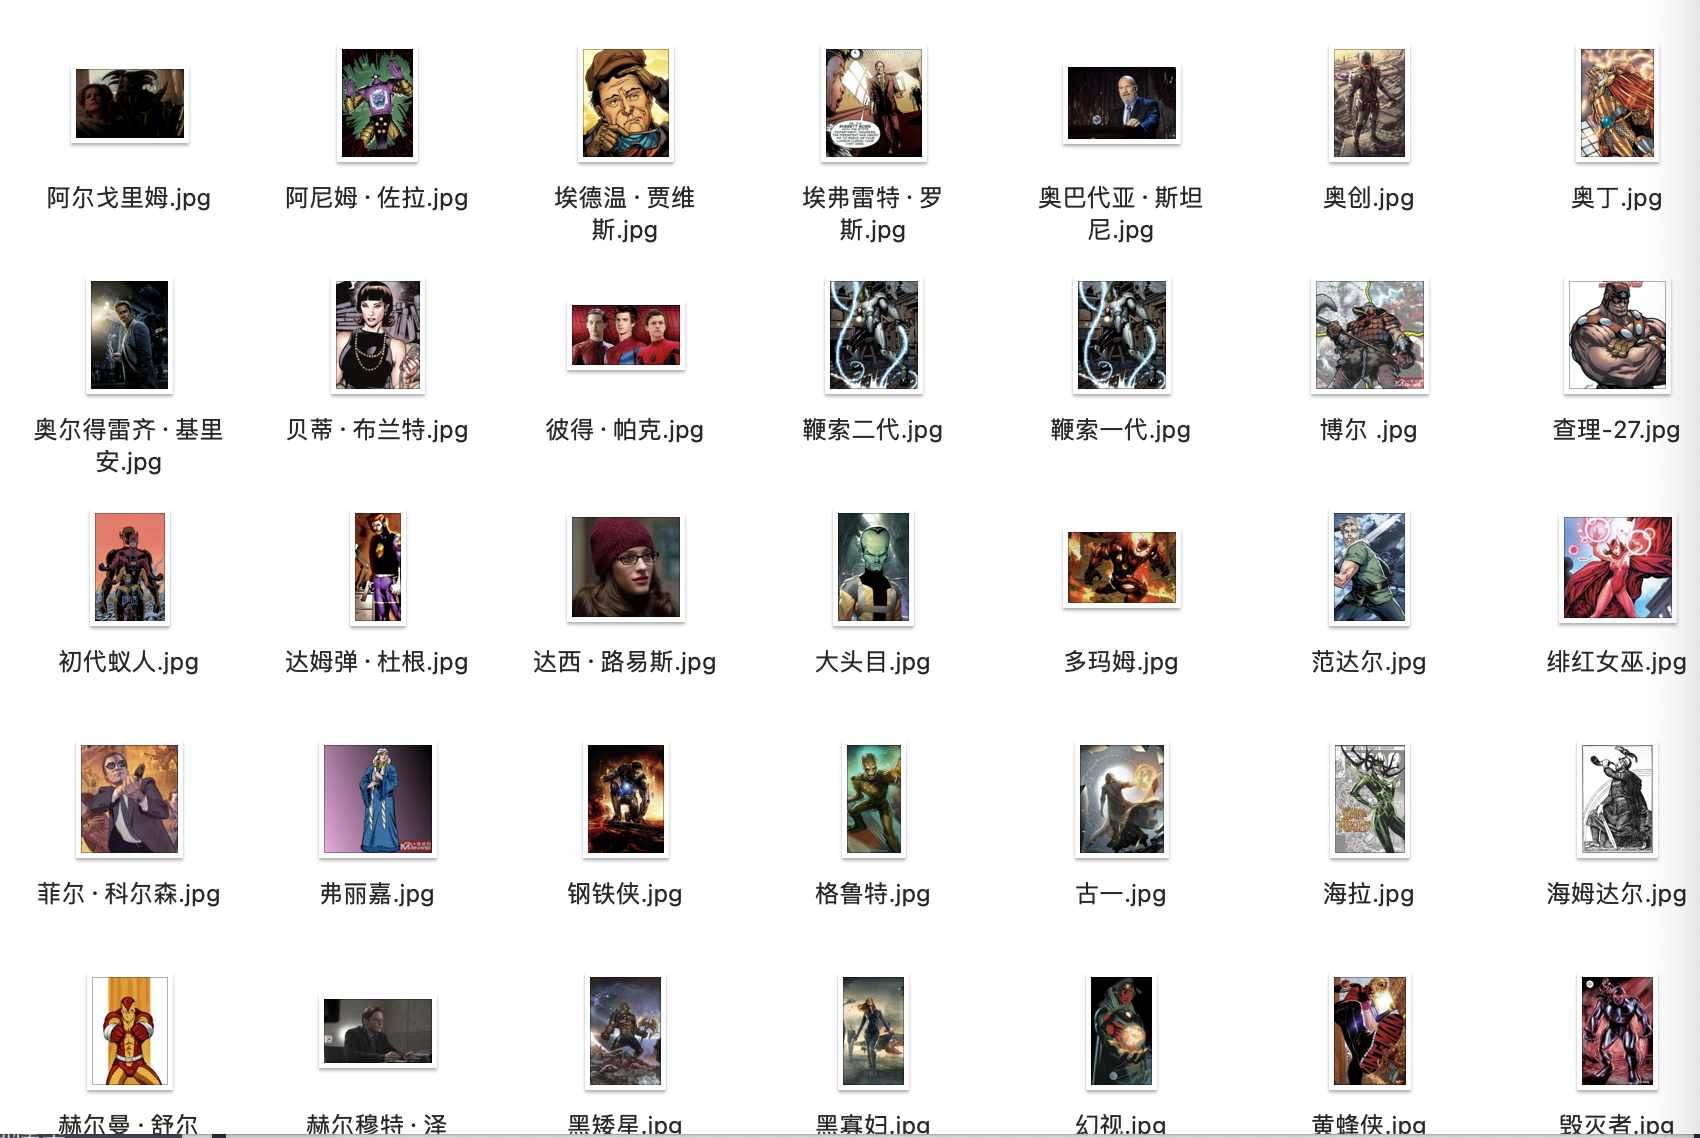 阿尔戈里姆.jpg
阿尼姆·佐拉.jpg
埃德温·贾维
斯.jpg
埃弗雷特·罗
斯.jpg
奥巴代亚·斯坦
尼.jpg
奥创.jpg
奥丁.jpg
奥尔得雷齐·基里
安.jpg
贝蒂·布兰特.jpg
彼得·帕克.jpg
鞭索二代.jpg
鞭索一代.jpg
博尔 .jpg
查理-27.jpg
初代蚁人.jpg
达姆弹·杜根.jpg
达西·路易斯.jpg
大头目.jpg
多玛姆.jpg
范达尔.jpg
绯红女巫.jpg
菲尔·科尔森.jpg
弗丽嘉.jpg
钢铁侠.jpg
格鲁特.jpg
古一.jpg
海拉.jpg
海姆达尔.jpg
赫尔曼·舒尔
赫尔穆特·泽
黑矮星.jpg
黑寡妇.jpg
幻视.jpg
黄蜂侠.jpg
毁灭者.jpg